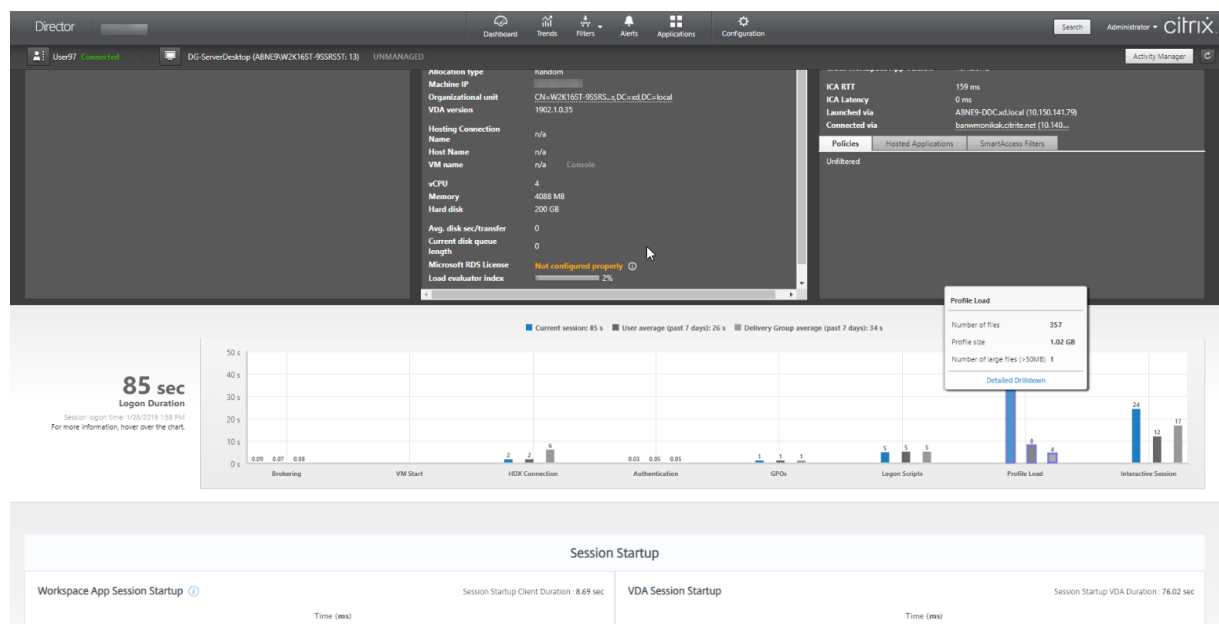 Director
Dashboard
Trends
Filters
Alerts
Applications
Configuration
Search
Administrator
CİTRİX
User97 Connected
DG-ServerDesktop (ABNE9\W2K16ST-9SSRS5T: 13) UNMANAGED
Activity Manager
Allocation type Random
Machine IP
Organizational unit CN=W2K16ST-9SSRS...s,DC=xd,DC=local
VDA version 1902.1.0.35
Hosting Connection
Name n/a
Host Name n/a
VM name n/a Console
vCPU 4
Memory 4088 MB
Hard disk 200 GB
Avg. disk sec/transfer 0
Current disk queue
length 0
Microsoft RDS License Not configured properly
Load evaluator index 2%
ICA RTT 159 ms
ICA Latency 0 ms
Launched via ABNE9-DDC.xd.local (10.150.141.79)
Connected via banwmonikak.citrite.net (10.140....
Policies Hosted Applications SmartAccess Filters
Unfiltered
Profile Load
Number of files 357
Profile size 1.02 GB
Number of large files (>50MB) 1
Detailed Drilldown
Current session: 85 s User average (past 7 days): 26 s Delivery Group average (past 7 days): 34 s
85 sec
Logon Duration
Session logon time: 1/28/2019 1:58 PM
For more information, hover over the chart.
50 s
40 s
30 s
20 s
10 s
0 s
0.09 0.07 0.08
2 2 6
0.03 0.05 0.05
1 1 1
5 5 5
8 4
24 12 17
Brokering VM Start HDX Connection Authentication GPOs Logon Scripts Profile Load Interactive Session
Session Startup
Workspace App Session Startup
Session Startup Client Duration : 8.69 sec
VDA Session Startup
Session Startup VDA Duration : 76.02 sec
Time (ms)
Time (ms)